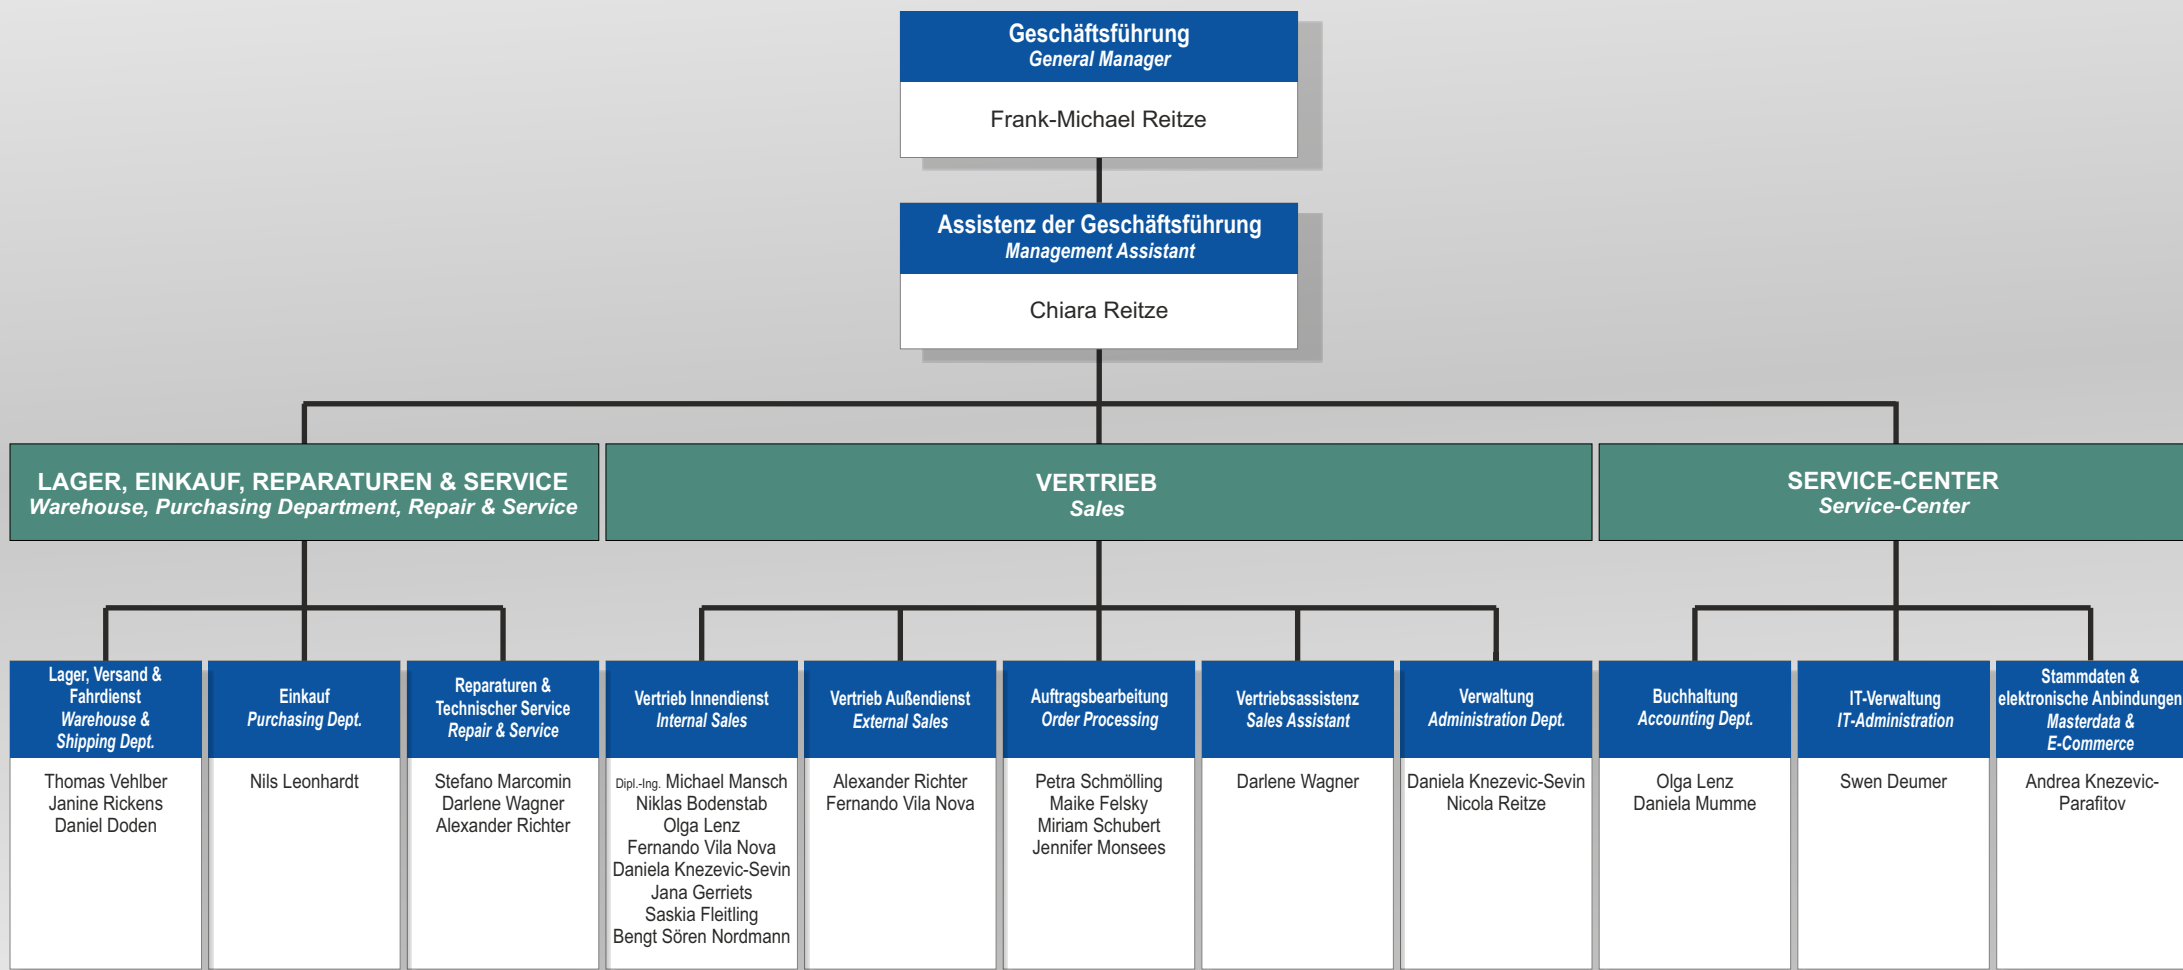 Geschäftsführung
General Manager
Frank-Michael Reitze
Assistenz der Geschäftsführung
Management Assistant
Chiara Reitze
LAGER, EINKAUF, REPARATUREN & SERVICE
Warehouse, Purchasing Department, Repair & Service
VERTRIEB
Sales
SERVICE-CENTER
Service-Center
Lager, Versand &
Fahrdienst
Warehouse &
Shipping Dept.
Thomas Vehlber
Janine Rickens
Daniel Doden
Einkauf
Purchasing Dept.
Nils Leonhardt
Reparaturen &
Technischer Service
Repair & Service
Stefano Marcomin
Darlene Wagner
Alexander Richter
Vertrieb Innendienst
Internal Sales
Dipl.-Ing. Michael Mansch
Niklas Bodenstab
Olga Lenz
Fernando Vila Nova
Daniela Knezevic-Sevin
Jana Gerriets
Saskia Fleitling
Bengt Sören Nordmann
Vertrieb Außendienst
External Sales
Alexander Richter
Fernando Vila Nova
Auftragsbearbeitung
Order Processing
Petra Schmölling
Maike Felsky
Miriam Schubert
Jennifer Monsees
Vertriebsassistenz
Sales Assistant
Darlene Wagner
Verwaltung
Administration Dept.
Daniela Knezevic-Sevin
Nicola Reitze
Buchhaltung
Accounting Dept.
Olga Lenz
Daniela Mumme
IT-Verwaltung
IT-Administration
Swen Deumer
Stammdaten &
elektronische Anbindungen
Masterdata &
E-Commerce
Andrea Knezevic-
Parafitov